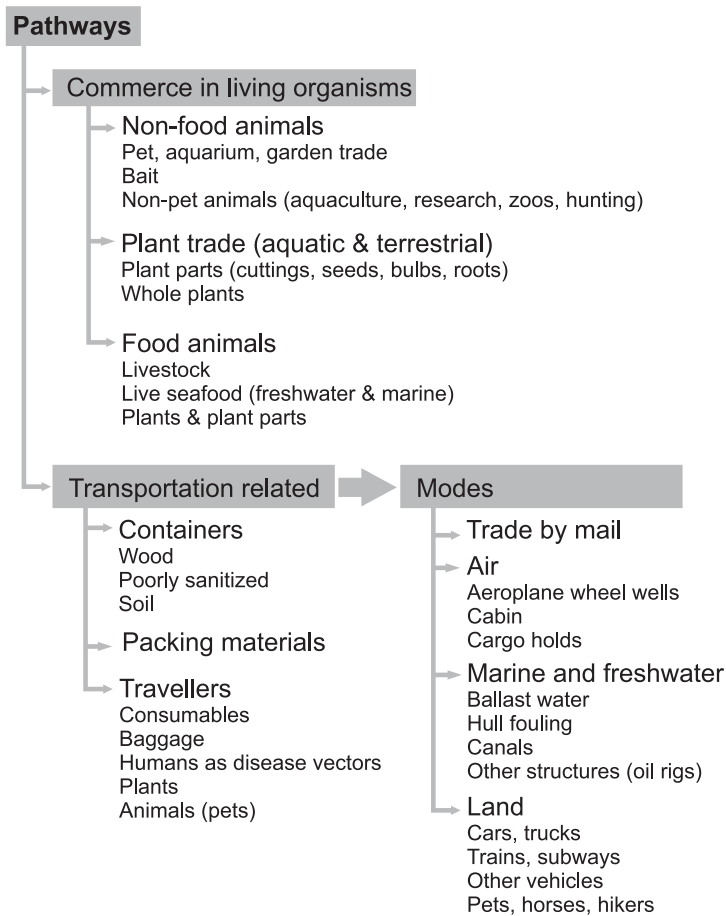 Pathways
Commerce in living organisms
Non-food animals
Pet, aquarium, garden trade
Bait
Non-pet animals (aquaculture, research, zoos, hunting)
Plant trade (aquatic & terrestrial)
Plant parts (cuttings, seeds, bulbs, roots)
Whole plants
Food animals
Livestock
Live seafood (freshwater & marine)
Plants & plant parts
Transportation related
Containers
Wood
Poorly sanitized
Soil
Packing materials
Travellers
Consumables
Baggage
Humans as disease vectors
Plants
Animals (pets)
Modes
Trade by mail
Air
Aeroplane wheel wells
Cabin
Cargo holds
Marine and freshwater
Ballast water
Hull fouling
Canals
Other structures (oil rigs)
Land
Cars, trucks
Trains, subways
Other vehicles
Pets, horses, hikers